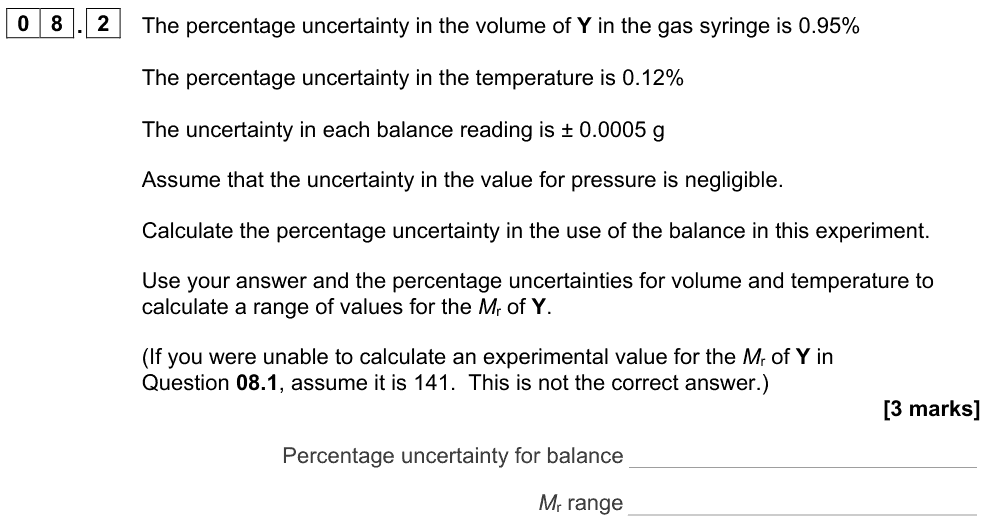 0 8 . 2 The percentage uncertainty in the volume of Y in the gas syringe is 0.95%
The percentage uncertainty in the temperature is 0.12%
The uncertainty in each balance reading is ± 0.0005 g
Assume that the uncertainty in the value for pressure is negligible.
Calculate the percentage uncertainty in the use of the balance in this experiment.
Use your answer and the percentage uncertainties for volume and temperature to
calculate a range of values for the Mr of Y.
(If you were unable to calculate an experimental value for the Mr of Y in
Question 08.1, assume it is 141. This is not the correct answer.)
[3 marks]
Percentage uncertainty for balance
Mr range